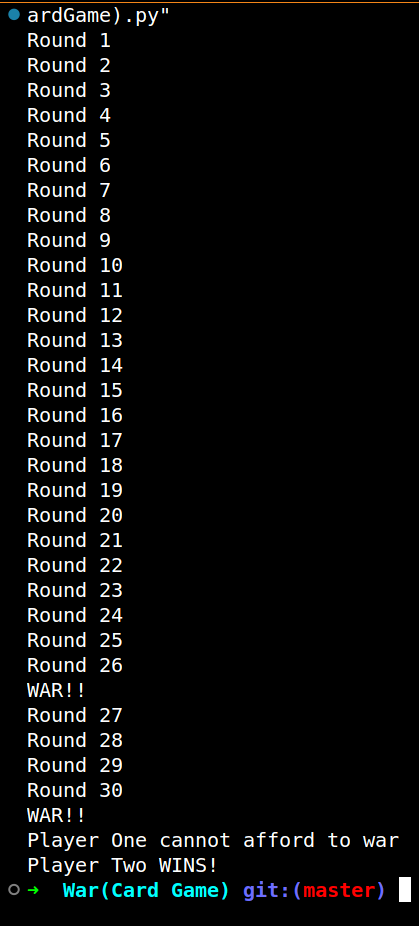 ardGame).py"
Round 1
Round 2
Round 3
Round 4
Round 5
Round 6
Round 7
Round 8
Round 9
Round 10
Round 11
Round 12
Round 13
Round 14
Round 15
Round 16
Round 17
Round 18
Round 19
Round 20
Round 21
Round 22
Round 23
Round 24
Round 25
Round 26
WAR!!
Round 27
Round 28
Round 29
Round 30
WAR!!
Player One cannot afford to war
Player Two WINS!
➜  War(Card Game) git:(master)